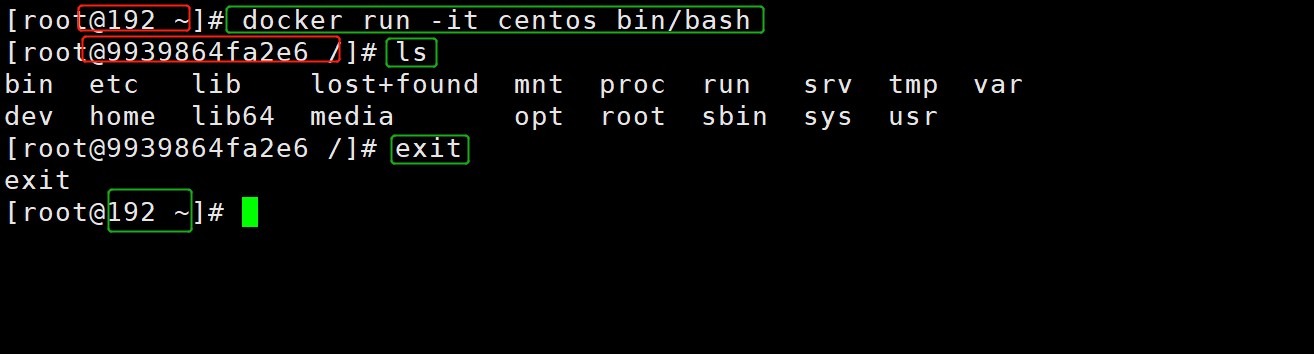 [root@192 ~]# docker run -it centos bin/bash
[root@9939864fa2e6 /]# ls
bin  etc   lib    lost+found  mnt  proc  run   srv  tmp  var
dev  home  lib64  media       opt  root  sbin  sys  usr
[root@9939864fa2e6 /]# exit
exit
[root@192 ~]#